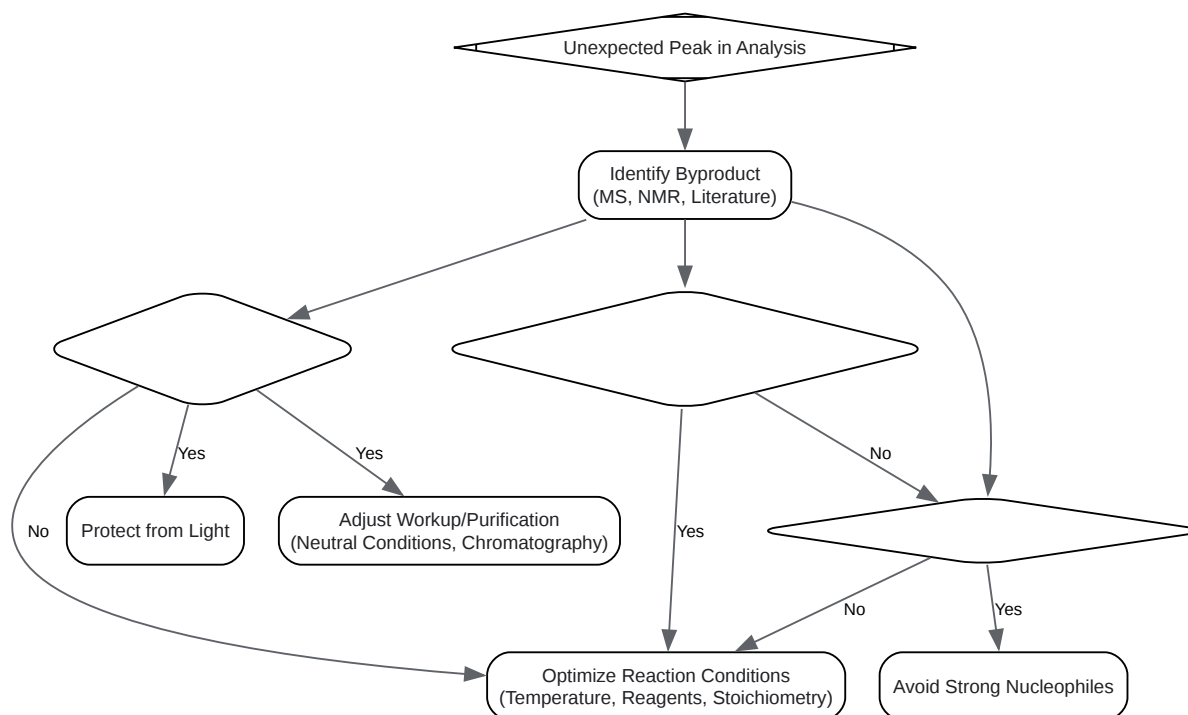 Unexpected Peak in Analysis
Identify Byproduct
(MS, NMR, Literature)
Yes
Yes
No
Protect from Light
Adjust Workup/Purification
(Neutral Conditions, Chromatography)
No
Yes
No
Yes
Optimize Reaction Conditions
(Temperature, Reagents, Stoichiometry)
Avoid Strong Nucleophiles